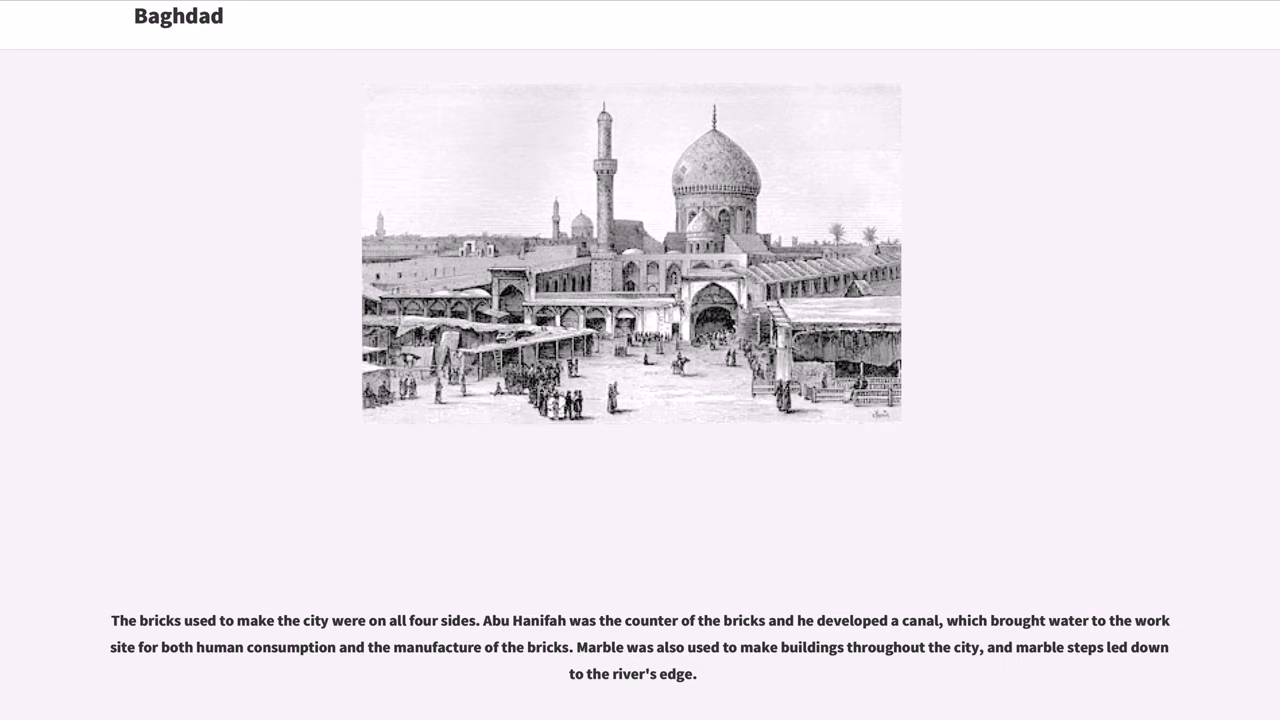 Baghdad
The bricks used to make the city were on all four sides. Abu Hanifah was the counter of the bricks and he developed a canal, which brought water to the work
site for both human consumption and the manufacture of the bricks. Marble was also used to make buildings throughout the city, and marble steps led down
to the river's edge.